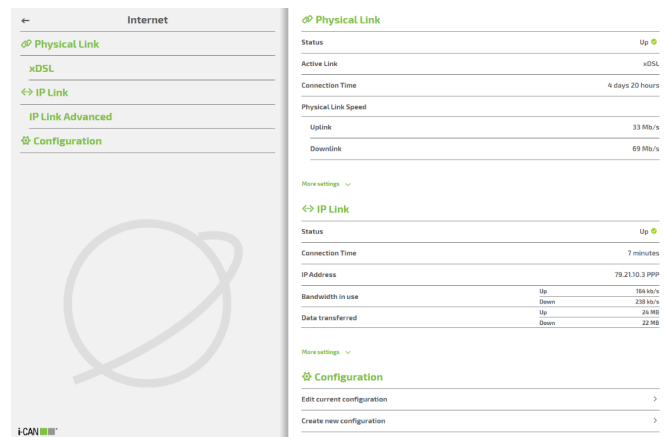 ← Internet
Physical Link
xDSL
IP Link
IP Link Advanced
Configuration
i-CAN
Physical Link
Status Up
Active Link xDSL
Connection Time 4 days 20 hours
Physical Link Speed
Uplink 33 Mb/s
Downlink 69 Mb/s
More settings
IP Link
Status Up
Connection Time 7 minutes
IP Address 79.21.10.3 PPP
Bandwidth in use Up 164 kb/s
Down 238 kb/s
Data transferred Up 24 MB
Down 22 MB
More settings
Configuration
Edit current configuration >
Create new configuration >